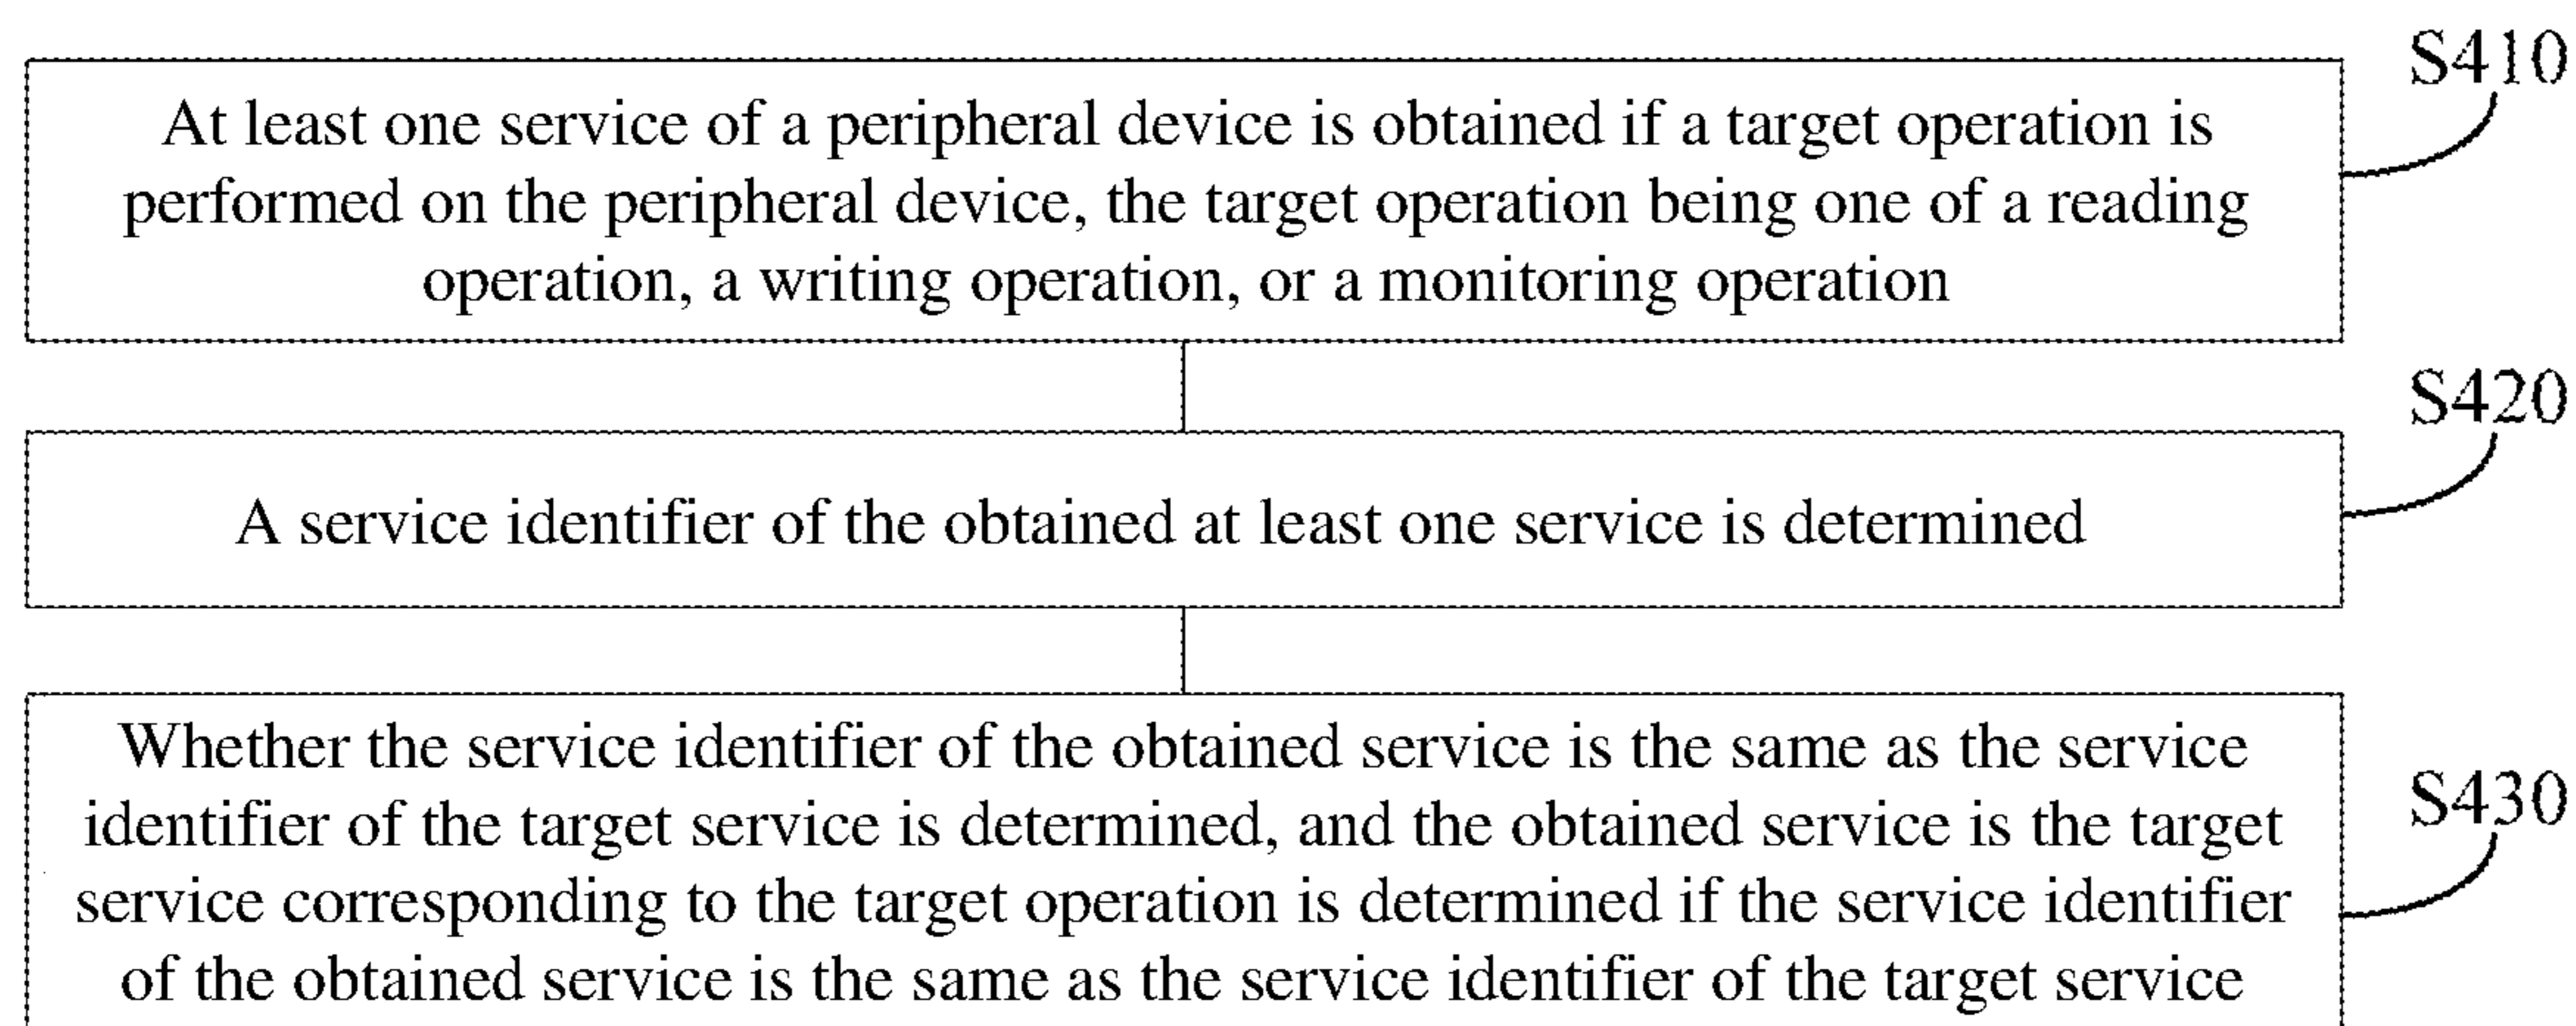 S410
At least one service of a peripheral device is obtained if a target operation is
performed on the peripheral device, the target operation being one of a reading
operation, a writing operation, or a monitoring operation
S420
A service identifier of the obtained at least one service is determined
Whether the service identifier of the obtained service is the same as the service
identifier of the target service is determined, and the obtained service is the target
S430
service corresponding to the target operation is determined if the service identifier
of the obtained service is the same as the service identifier of the target service